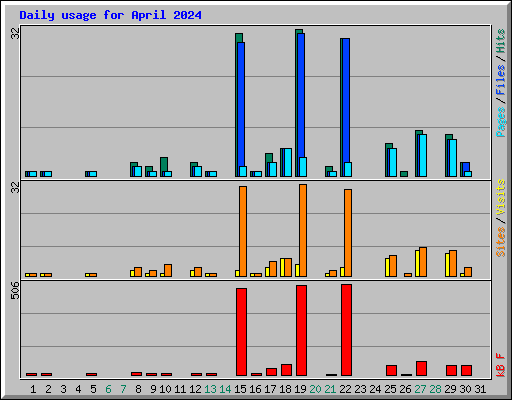 Daily usage for April 2024
32
Pages / Files / Hits
32
Sites / Visits
506
kB F
1 2 3 4 5 6 7 8 9 10 11 12 13 14 15 16 17 18 19 20 21 22 23 24 25 26 27 28 29 30 31